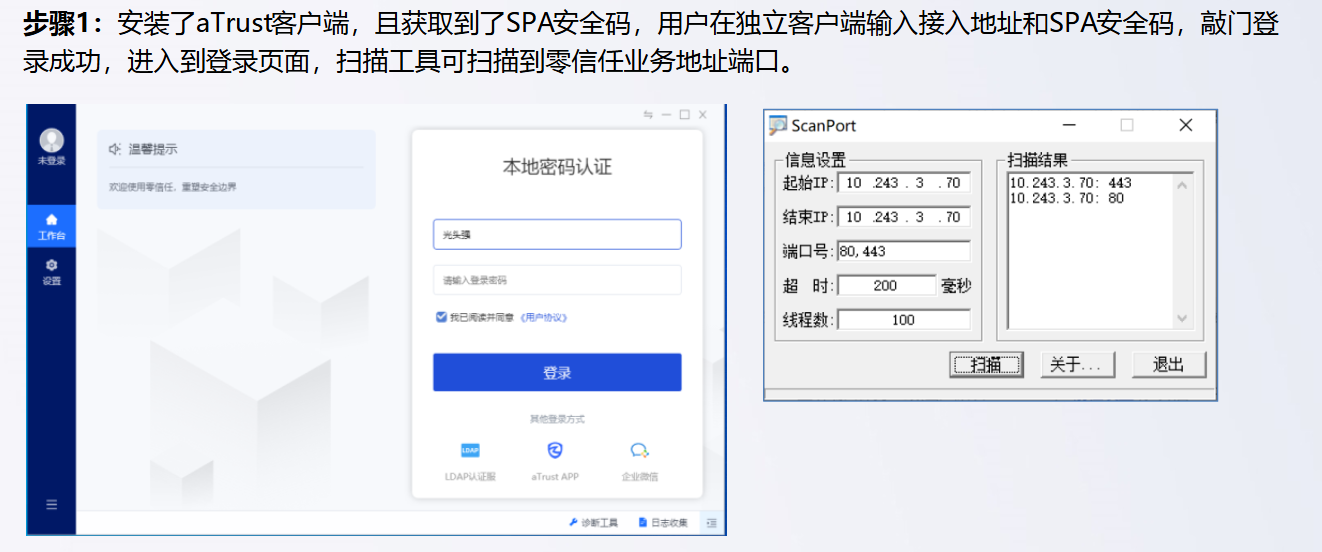 步骤1：安装了aTrust客户端，且获取到了SPA安全码，用户在独立客户端输入接入地址和SPA安全码，敲门登
录成功，进入到登录页面，扫描工具可扫描到零信任业务地址端口。
未登录
工作台
设置
温馨提示
欢迎使用零信任，重塑安全边界
本地密码认证
光头强
请输入登录密码
我已阅读并同意《用户协议》
登录
其他登录方式
LDAP
LDAP认证服
aTrust APP
企业微信
诊断工具
日志收集
ScanPort
信息设置
起始IP: 10 .243 . 3 . 70
结束IP: 10 .243 . 3 . 70
端口号: 80,443
超 时: 200 毫秒
线程数: 100
扫描结果
10.243.3.70: 443
10.243.3.70: 80
扫描
关于...
退出